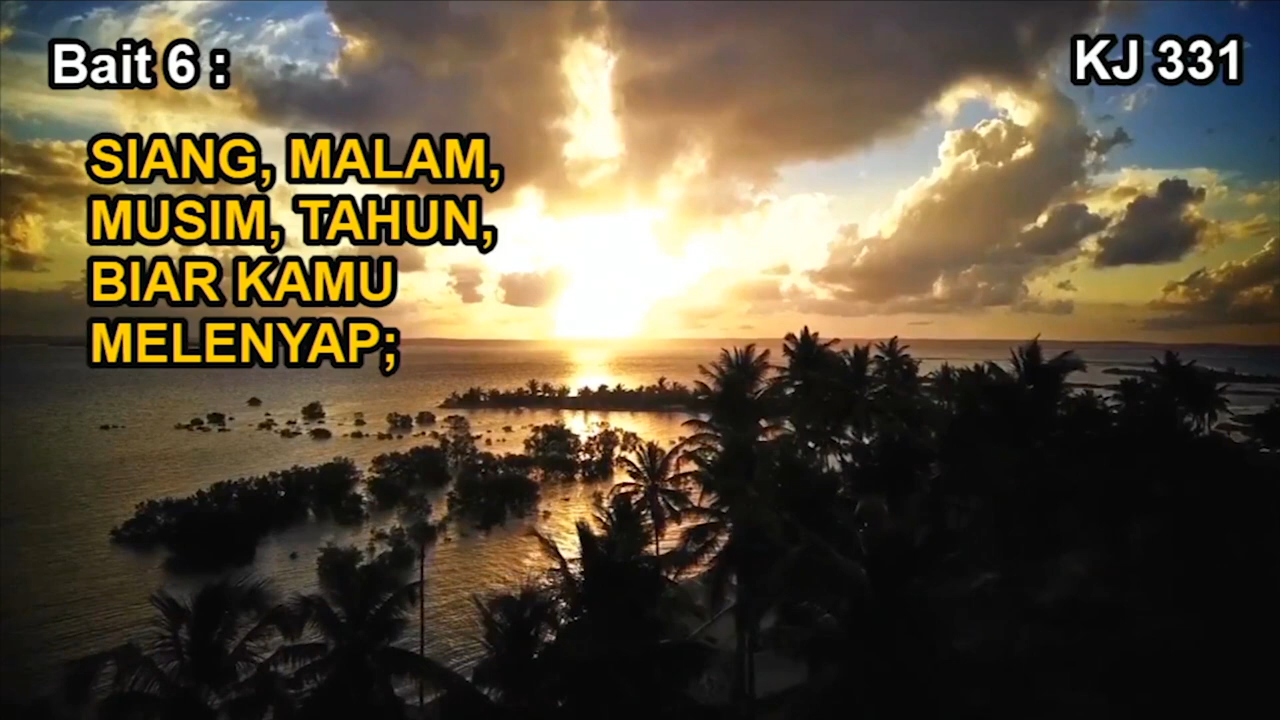 Bait 6 :
KJ 331
SIANG, MALAM,
MUSIM, TAHUN,
BIAR KAMU
MELENYAP;